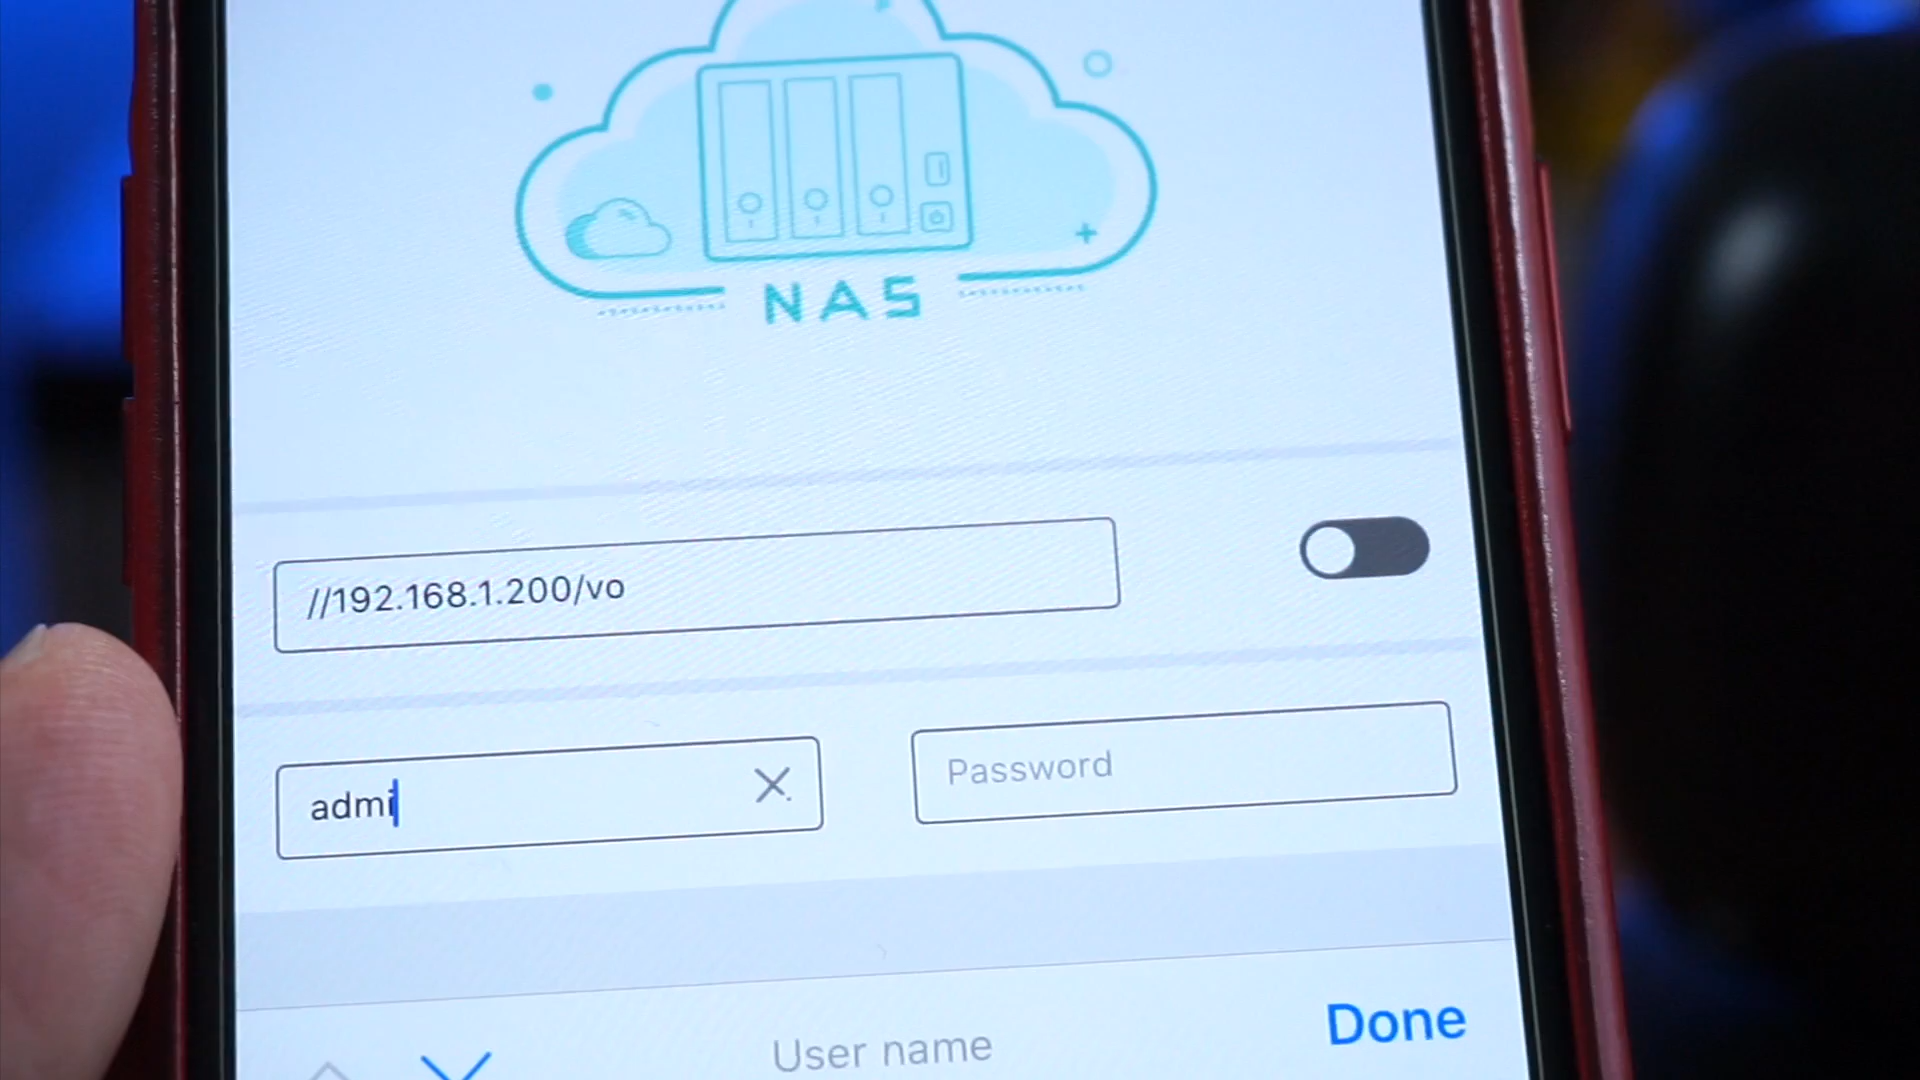 NAS
//192.168.1.200/vo
admi
Password
User name
Done